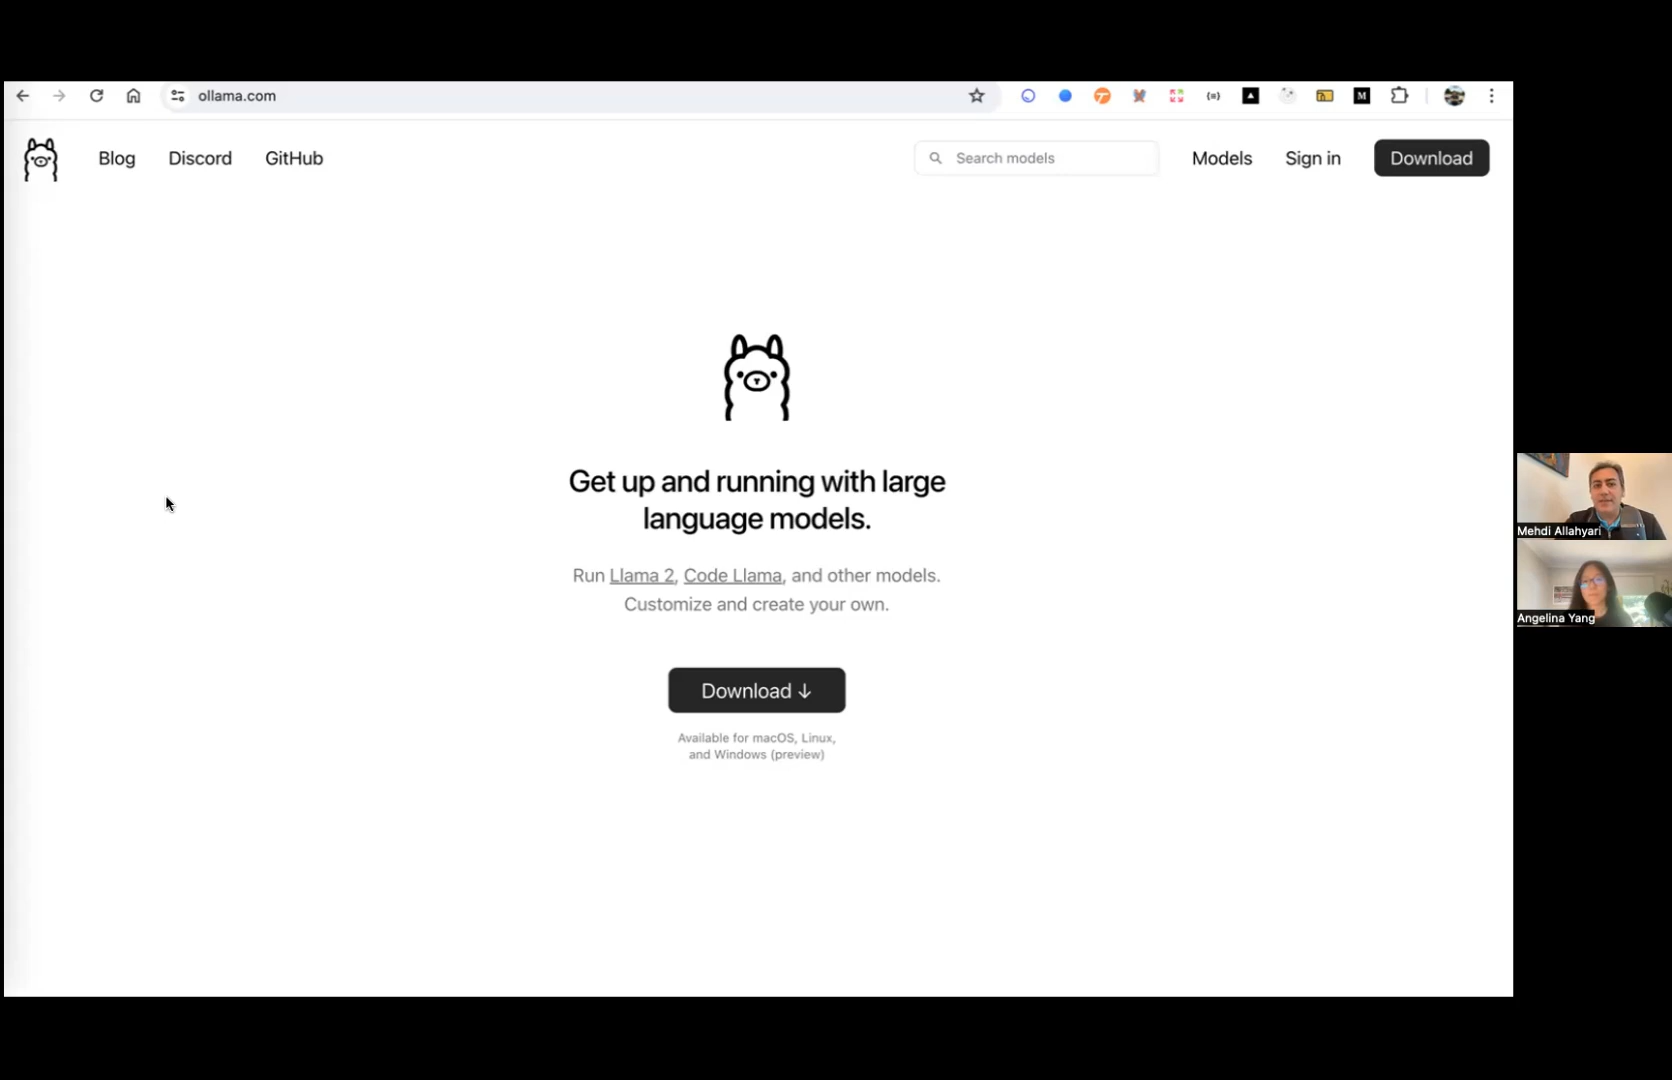 ollama.com
Blog
Discord
GitHub
Search models
Models
Sign in
Download
Get up and running with large
language models.
Run Llama 2, Code Llama, and other models.
Customize and create your own.
Download ↓
Available for macOS, Linux,
and Windows (preview)
Mehdi Allahyari
Angelina Yang